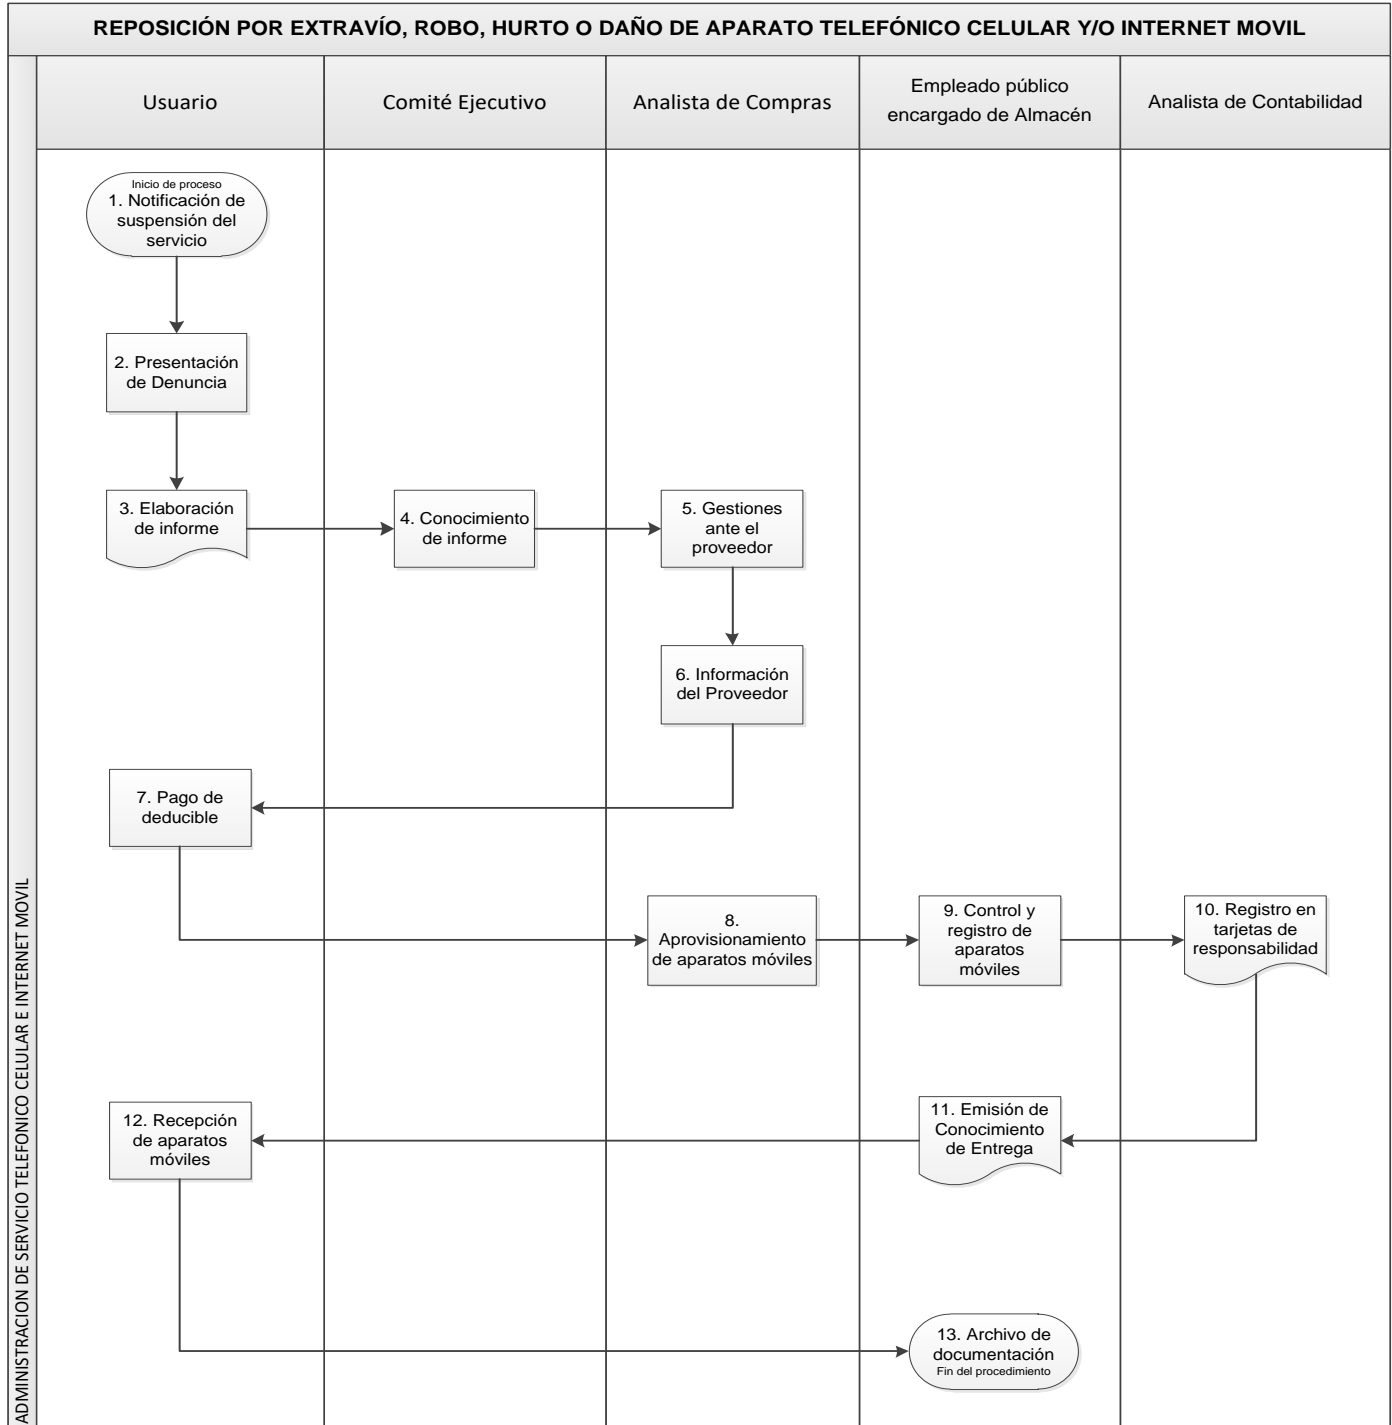 REPOSICIÓN POR EXTRAVÍO, ROBO, HURTO O DAÑO DE APARATO TELEFÓNICO CELULAR Y/O INTERNET MOVIL
Usuario
Comité Ejecutivo
Analista de Compras
Empleado público
encargado de Almacén
Analista de Contabilidad
Inicio de proceso
1. Notificación de
suspensión del
servicio
2. Presentación
de Denuncia
3. Elaboración
de informe
4. Conocimiento
de informe
5. Gestiones
ante el
proveedor
6. Información
del Proveedor
7. Pago de
deducible
8.
Aprovisionamiento
de aparatos móviles
9. Control y
registro de
aparatos
móviles
10. Registro en
tarjetas de
responsabilidad
11. Emisión de
Conocimiento
de Entrega
12. Recepción
de aparatos
móviles
13. Archivo de
documentación
Fin del procedimiento
ADMINISTRACION DE SERVICIO TELEFONICO CELULAR E INTERNET MOVIL